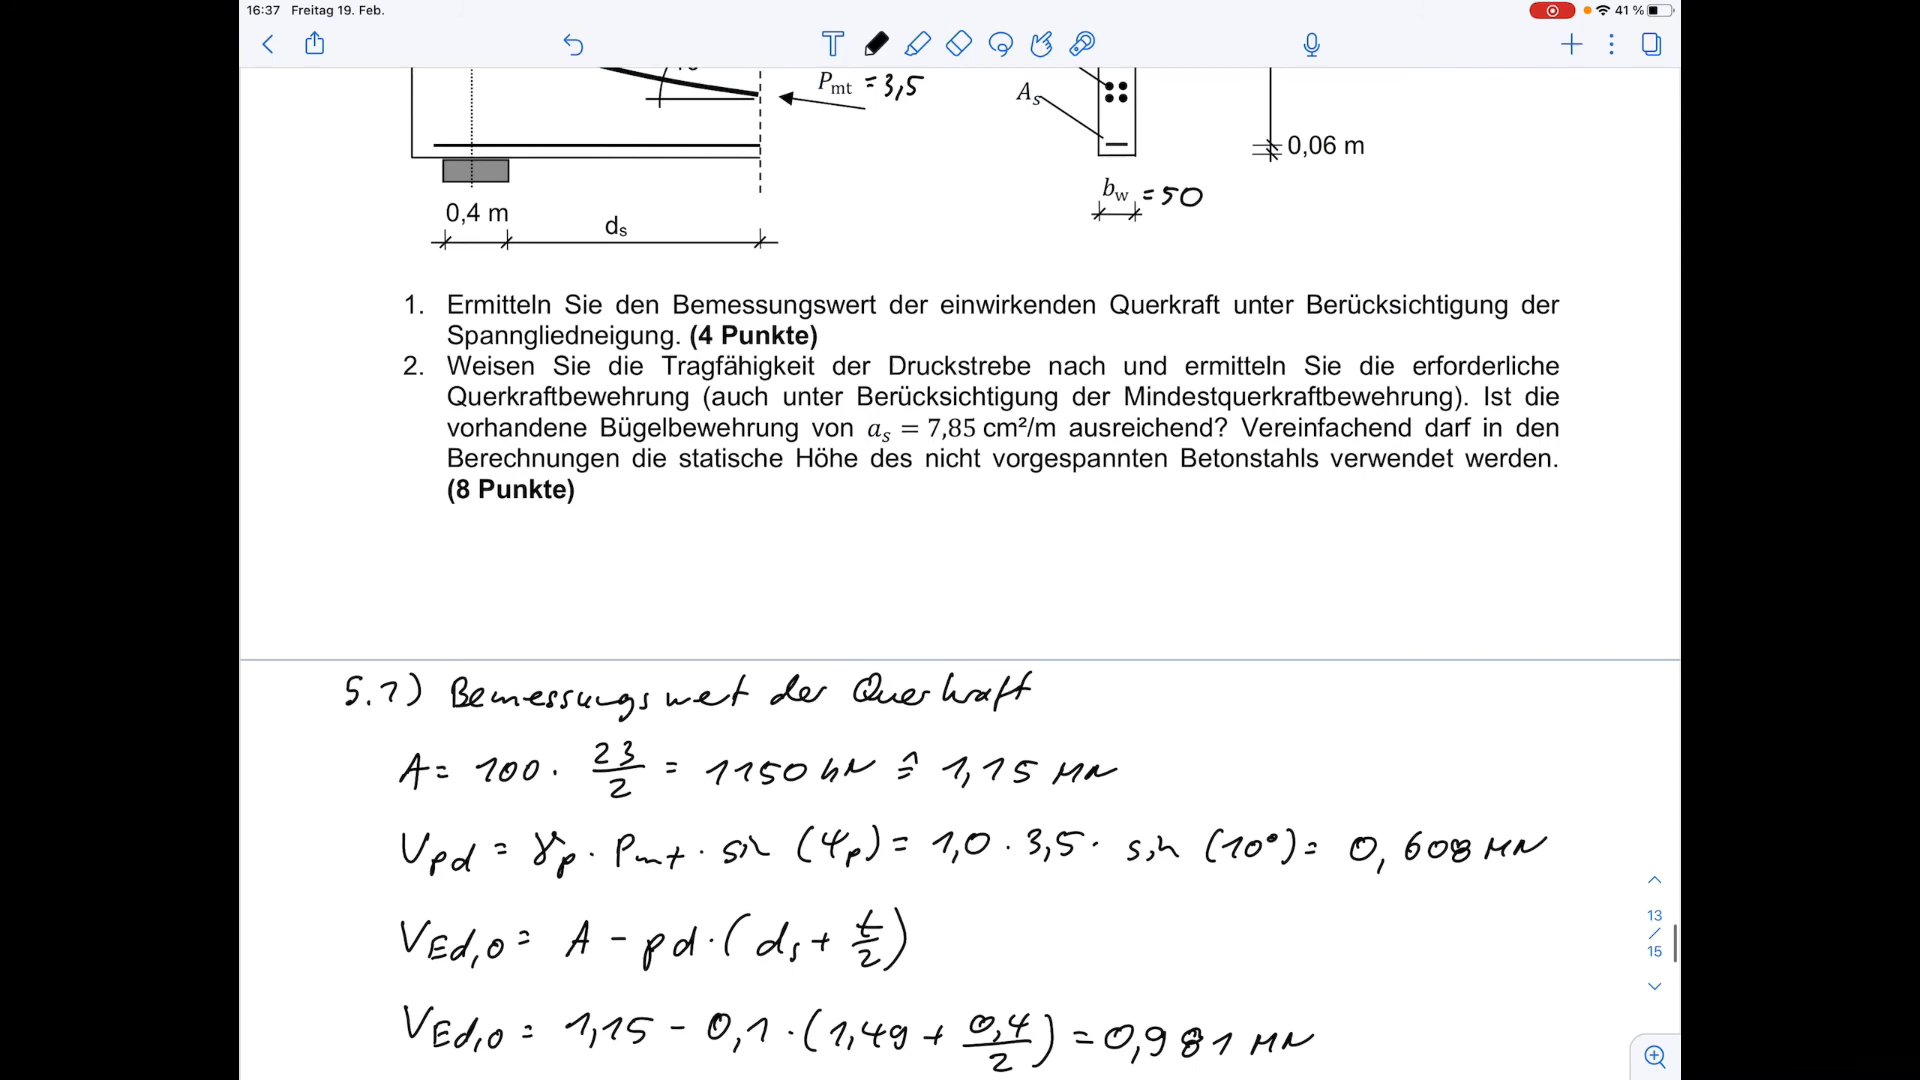 16:37 Freitag 19. Feb. 41 %
Pmt = 3,5
As
0,06 m
bw = 50
0,4 m
ds
1. Ermitteln Sie den Bemessungswert der einwirkenden Querkraft unter Berücksichtigung der
Spanngliedneigung. (4 Punkte)
2. Weisen Sie die Tragfähigkeit der Druckstrebe nach und ermitteln Sie die erforderliche
Querkraftbewehrung (auch unter Berücksichtigung der Mindestquerkraftbewehrung). Ist die
vorhandene Bügelbewehrung von as = 7,85 cm²/m ausreichend? Vereinfachend darf in den
Berechnungen die statische Höhe des nicht vorgespannten Betonstahls verwendet werden.
(8 Punkte)
5.1) Bemessungswert der Querkraft
A = 100 · 23/2 = 1150 kN ≙ 1,15 MN
Vpd = γp · Pmt · sin (Ψp) = 1,0 · 3,5 · sin (10°) = 0,608 MN
VEd,0 = A - pd · (ds + t/2)
VEd,0 = 1,15 - 0,1 · (1,49 + 0,4/2) = 0,981 MN
13
/
15